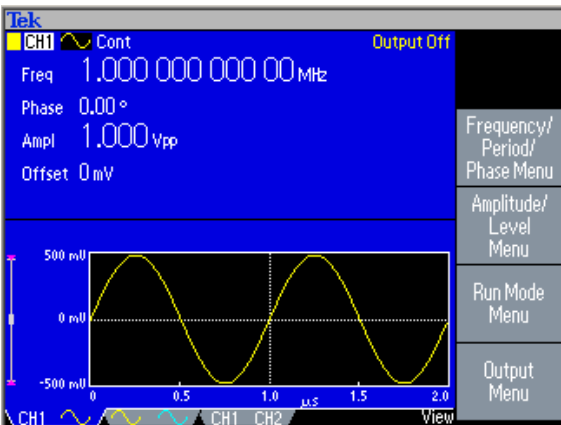 Tek
CH1 Cont Output Off
Freq 1.000 000 000 00 MHz
Phase 0.00 °
Ampl 1.000 Vpp
Offset 0 mV
Frequency/
Period/
Phase Menu
Amplitude/
Level
Menu
Run Mode
Menu
Output
Menu
500 mV
0 mV
-500 mV
0 0.5 1.0 1.5 2.0
µs
CH1 CH1 CH2 View